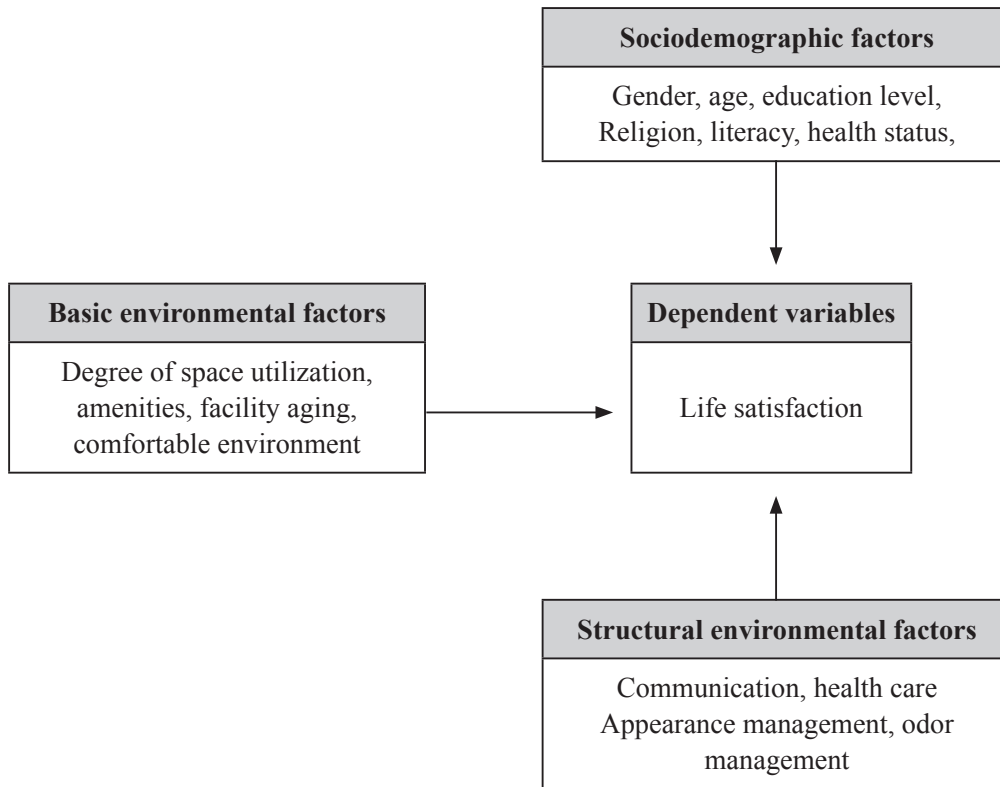 Sociodemographic factors
Gender, age, education level,
Religion, literacy, health status,
Basic environmental factors
Degree of space utilization,
amenities, facility aging,
comfortable environment
Dependent variables
Life satisfaction
Structural environmental factors
Communication, health care
Appearance management, odor
management